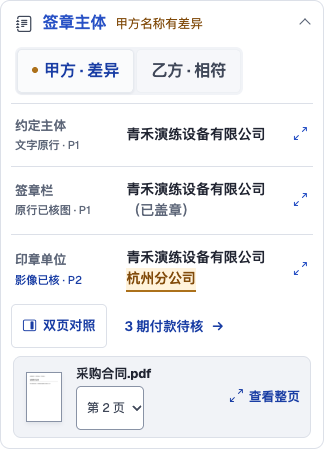 签章主体 甲方名称有差异
甲方 · 差异 乙方 · 相符
约定主体
文字原行 · P1
青禾演练设备有限公司
签章栏
原行已核图 · P1
青禾演练设备有限公司
（已盖章）
印章单位
影像已核 · P2
青禾演练设备有限公司
杭州分公司
双页对照 3 期付款待核 →
采购合同.pdf
第 2 页
查看整页